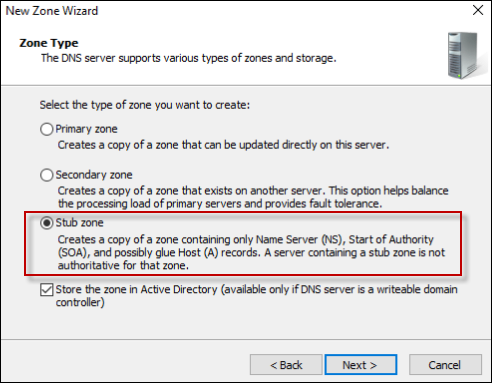 New Zone Wizard
Zone Type
The DNS server supports various types of zones and storage.
Select the type of zone you want to create:
Primary zone
Creates a copy of a zone that can be updated directly on this server.
Secondary zone
Creates a copy of a zone that exists on another server. This option helps balance
the processing load of primary servers and provides fault tolerance.
Stub zone
Creates a copy of a zone containing only Name Server (NS), Start of Authority
(SOA), and possibly glue Host (A) records. A server containing a stub zone is not
authoritative for that zone.
Store the zone in Active Directory (available only if DNS server is a writeable domain
controller)
< Back
Next >
Cancel